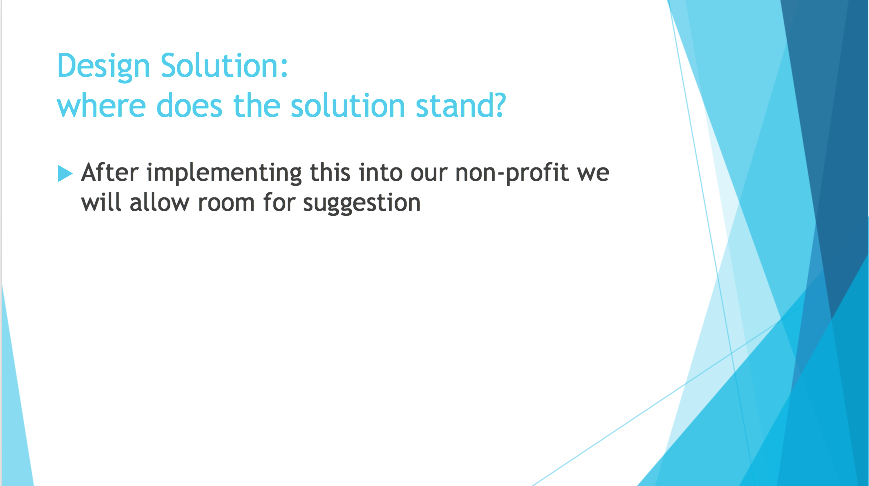 Design Solution:
where does the solution stand?
After implementing this into our non-profit we
will allow room for suggestion